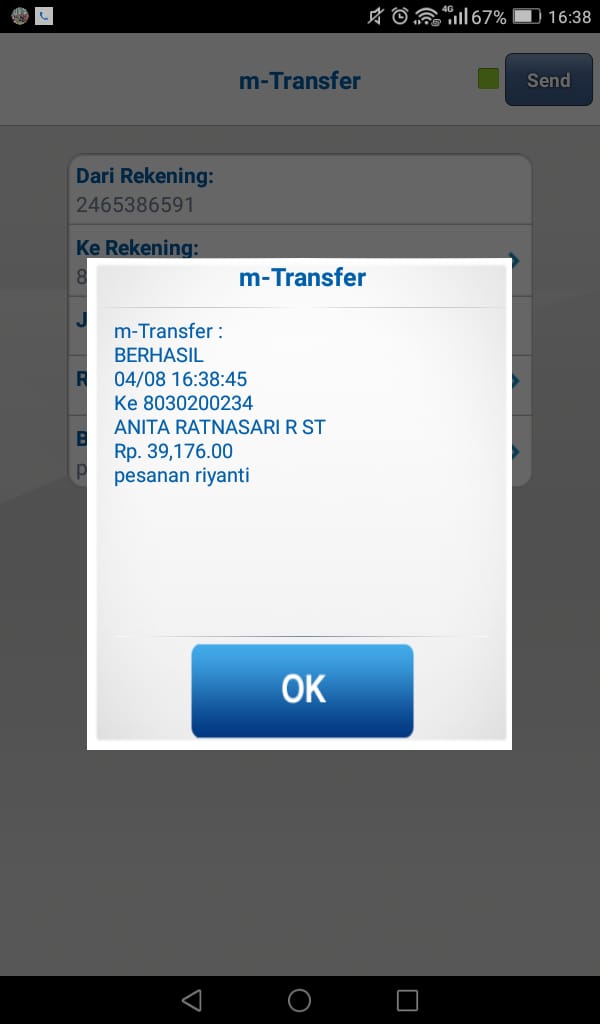 4G
67%
16:38
m-Transfer
Send
Dari Rekening:
2465386591
Ke Rekening:
8
J
R
B
p
m-Transfer
m-Transfer :
BERHASIL
04/08 16:38:45
Ke 8030200234
ANITA RATNASARI R ST
Rp. 39,176.00
pesanan riyanti
OK